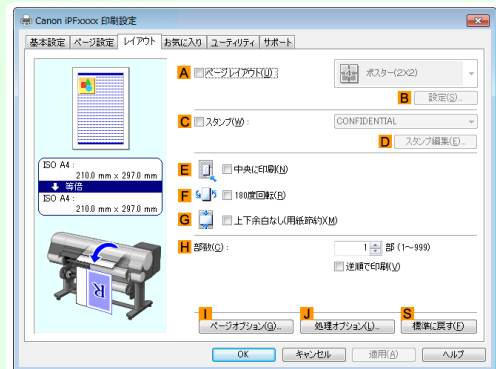 Canon iPFxxxx 印刷設定
基本設定 ページ設定 レイアウト お気に入り ユーティリティ サポート
A ページレイアウト(U): ポスター(2×2)
B 設定(S)...
C スタンプ(W): CONFIDENTIAL
D スタンプ編集(E)...
ISO A4 :
210.0 mm x 297.0 mm
等倍
ISO A4 :
210.0 mm x 297.0 mm
E 中央に印刷(N)
F 180度回転(R)
G 上下余白なし(用紙節約)(M)
H 部数(C): 1 部 (1~999)
逆順で印刷(V)
R
I J S
ページオプション(G)... 処理オプション(L)... 標準に戻す(F)
OK キャンセル 適用(A) ヘルプ